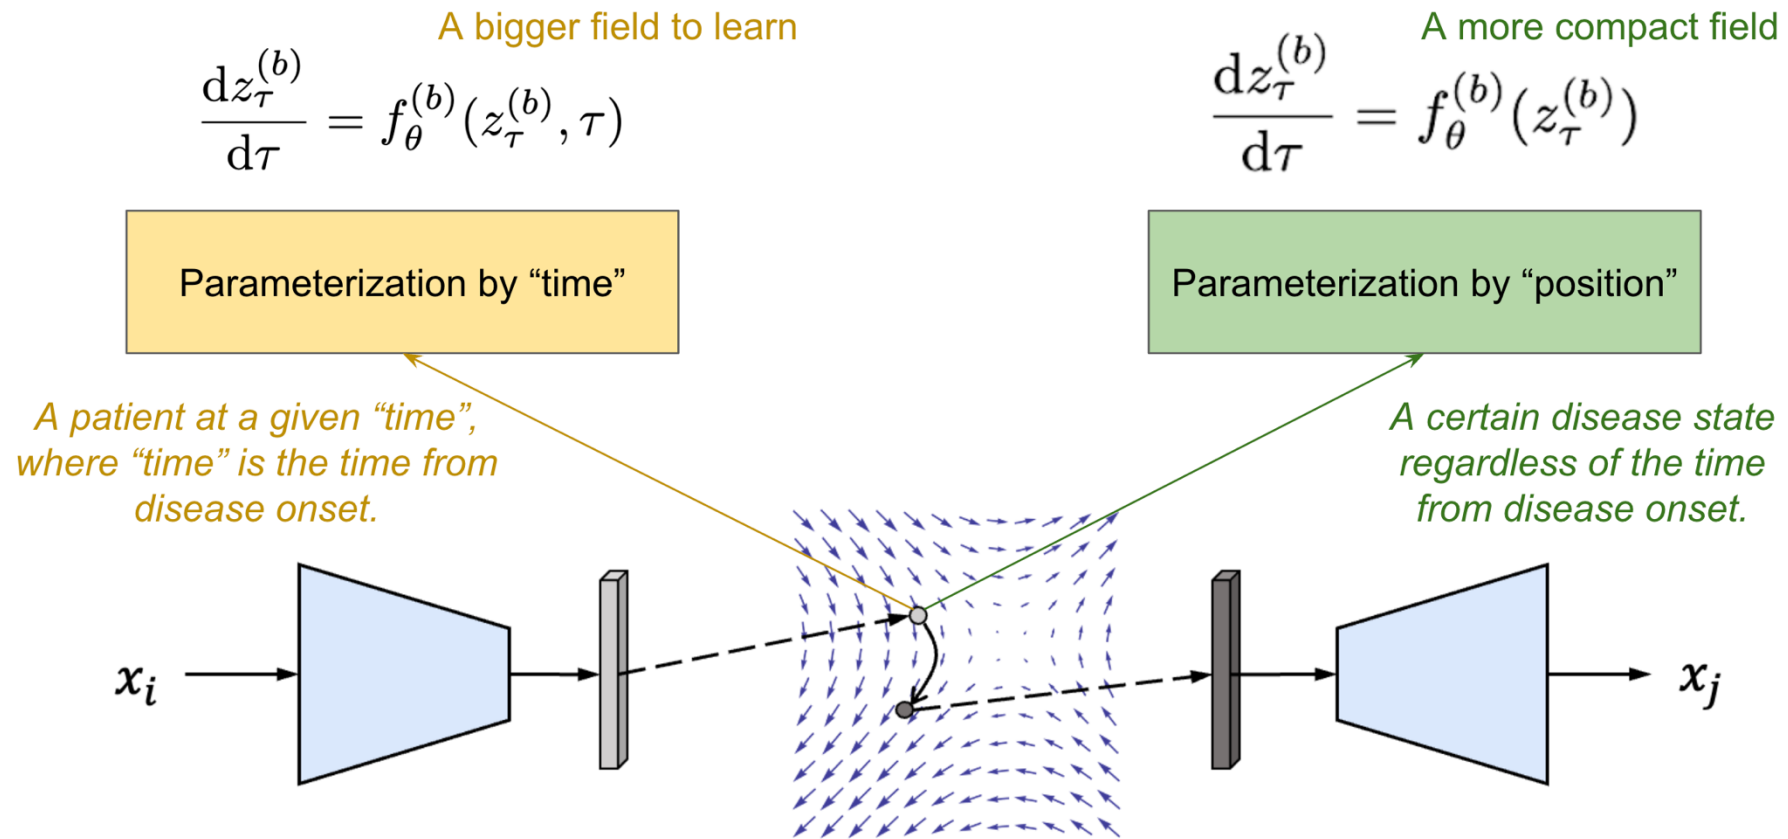 A bigger field to learn
A more compact field
dz_τ^(b)/dτ = f_θ^(b)(z_τ^(b), τ)
dz_τ^(b)/dτ = f_θ^(b)(z_τ^(b))
Parameterization by “time”
Parameterization by “position”
A patient at a given “time”,
where “time” is the time from
disease onset.
A certain disease state
regardless of the time
from disease onset.
x_i
x_j